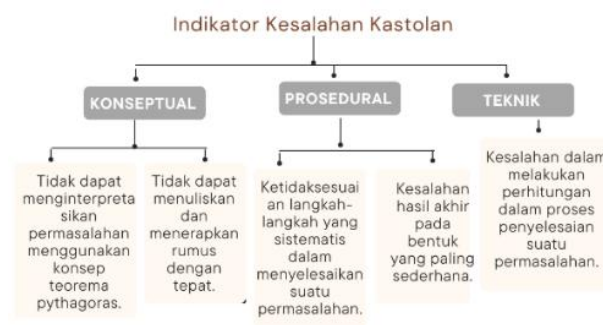 Indikator Kesalahan Kastolan
KONSEPTUAL
PROSEDURAL
TEKNIK
Tidak dapat
menginterpreta
sikan
permasalahan
menggunakan
konsep
teorema
pythagoras.
Tidak dapat
menuliskan
dan
menerapkan
rumus
dengan
tepat.
Ketidaksesuai
an langkah-
langkah yang
sistematis
dalam
menyelesaikan
suatu
permasalahan.
Kesalahan
hasil akhir
pada
bentuk
yang paling
sederhana.
Kesalahan dalam
melakukan
perhitungan
dalam proses
penyelesaian
suatu
permasalahan.